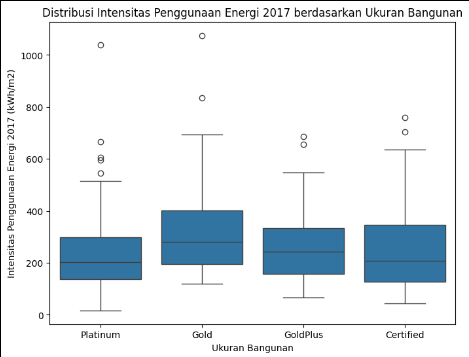 Distribusi Intensitas Penggunaan Energi 2017 berdasarkan Ukuran Bangunan
Intensitas Penggunaan Energi 2017 (kWh/m2)
1000
800
600
400
200
0
Platinum Gold GoldPlus Certified
Ukuran Bangunan